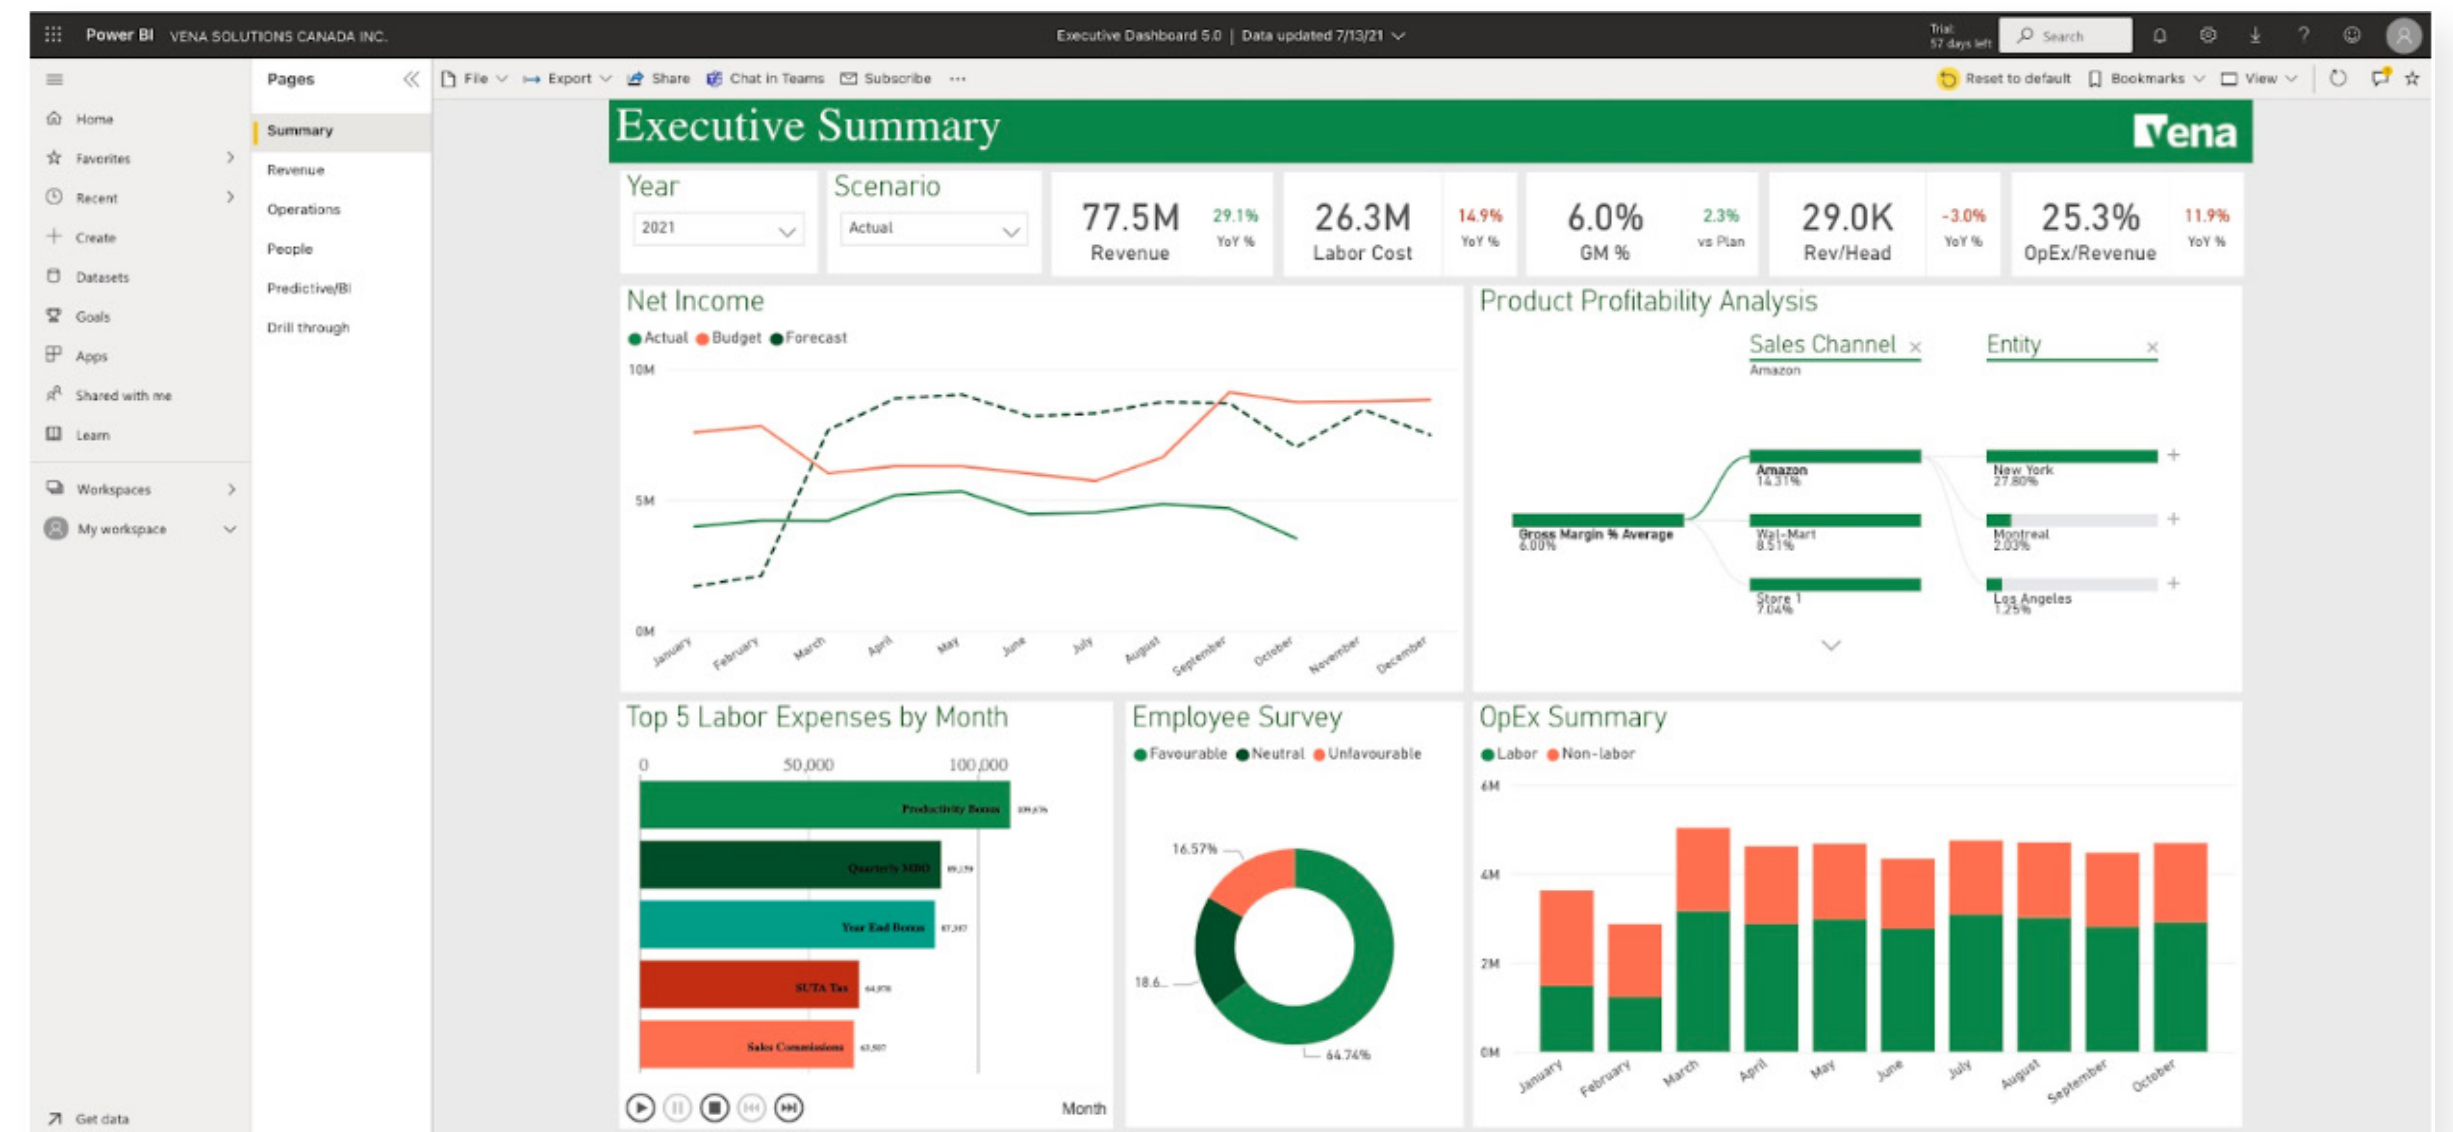 Power BI VENA SOLUTIONS CANADA INC.
Executive Dashboard 5.0 | Data updated 7/13/21
Trial:
57 days left
Search
Home
Favorites
Recent
Create
Datasets
Goals
Apps
Shared with me
Learn
Workspaces
My workspace
Get data
Pages
Summary
Revenue
Operations
People
Predictive/BI
Drill through
File Export Share Chat in Teams Subscribe ...
Reset to default Bookmarks View
Executive Summary
vena
Year
2021
Scenario
Actual
77.5M
Revenue
29.1%
YoY %
26.3M
Labor Cost
14.9%
YoY %
6.0%
GM %
2.3%
vs Plan
29.0K
Rev/Head
-3.0%
YoY %
25.3%
OpEx/Revenue
11.9%
YoY %
Net Income
Actual Budget Forecast
10M
5M
0M
January February March April May June July August September October November December
Product Profitability Analysis
Sales Channel
Amazon
Entity
Gross Margin % Average
6.00%
Amazon
14.31%
Wal-Mart
8.51%
Store 1
7.04%
New York
27.80%
Montreal
2.03%
Los Angeles
1.25%
Top 5 Labor Expenses by Month
0 50,000 100,000
Productivity Bonus
Quarterly MBO
Year End Bonus
SUTA Tax
Sales Commissions
Month
Employee Survey
Favourable Neutral Unfavourable
16.57%
18.6...
64.74%
OpEx Summary
Labor Non-labor
6M
4M
2M
0M
January February March April May June July August September October